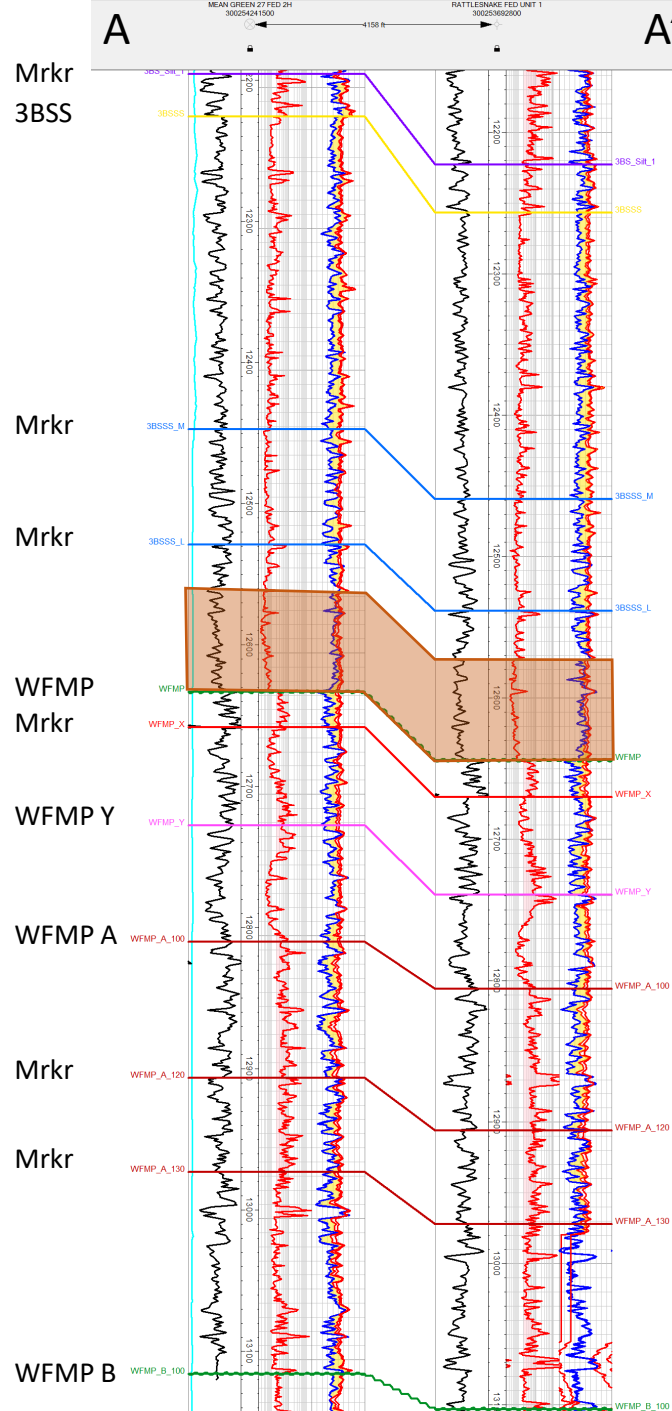 MEAN GREEN 27 FED 2H RATTLESNAKE FED UNIT 1
300254241500 300253692800
A 4158 ft A'
Mrkr 3BS_Silt_1
12200
3BSS 3BSSS
12200
3BS_Silt_1
3BSSS
12300
12300
12400
12400
Mrkr 3BSSS_M
3BSSS_M
12500
12500
Mrkr 3BSSS_L
3BSSS_L
12600
12600
WFMP WFMP
Mrkr WFMP_X
WFMP
WFMP_X
12700
WFMP Y WFMP_Y
12700
WFMP_Y
12800
WFMP A WFMP_A_100
12800
WFMP_A_100
12900
Mrkr WFMP_A_120
12900
WFMP_A_120
Mrkr WFMP_A_130
13000
WFMP_A_130
13000
13100
WFMP B WFMP_B_100
WFMP_B_100